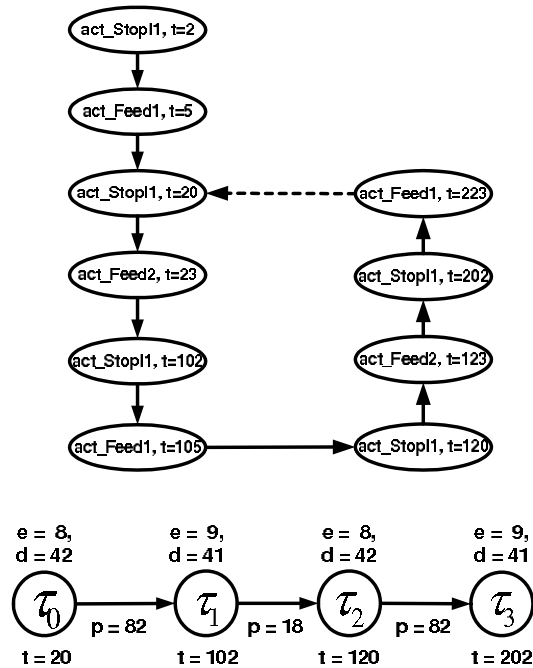 act_StopI1, t=2
act_Feed1, t=5
act_StopI1, t=20
act_Feed2, t=23
act_StopI1, t=102
act_Feed1, t=105
act_Feed1, t=223
act_StopI1, t=202
act_Feed2, t=123
act_StopI1, t=120
e = 8,
d = 42
e = 9,
d = 41
e = 8,
d = 42
e = 9,
d = 41
τ0
p = 82
τ1
p = 18
τ2
p = 82
τ3
t = 20
t = 102
t = 120
t = 202